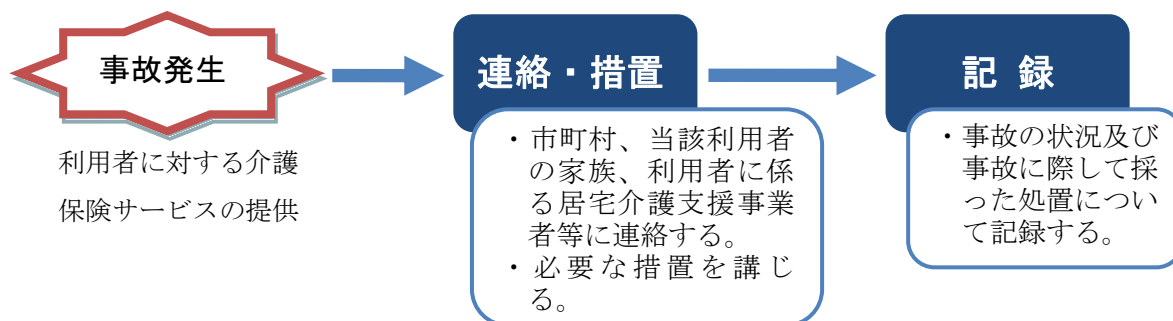 事故発生
利用者に対する介護
保険サービスの提供
連絡・措置
・市町村、当該利用者
の家族、利用者に係
る居宅介護支援事業
者等に連絡する。
・必要な措置を講じ
る。
記 録
・事故の状況及び
事故に際して採
った処置につい
て記録する。